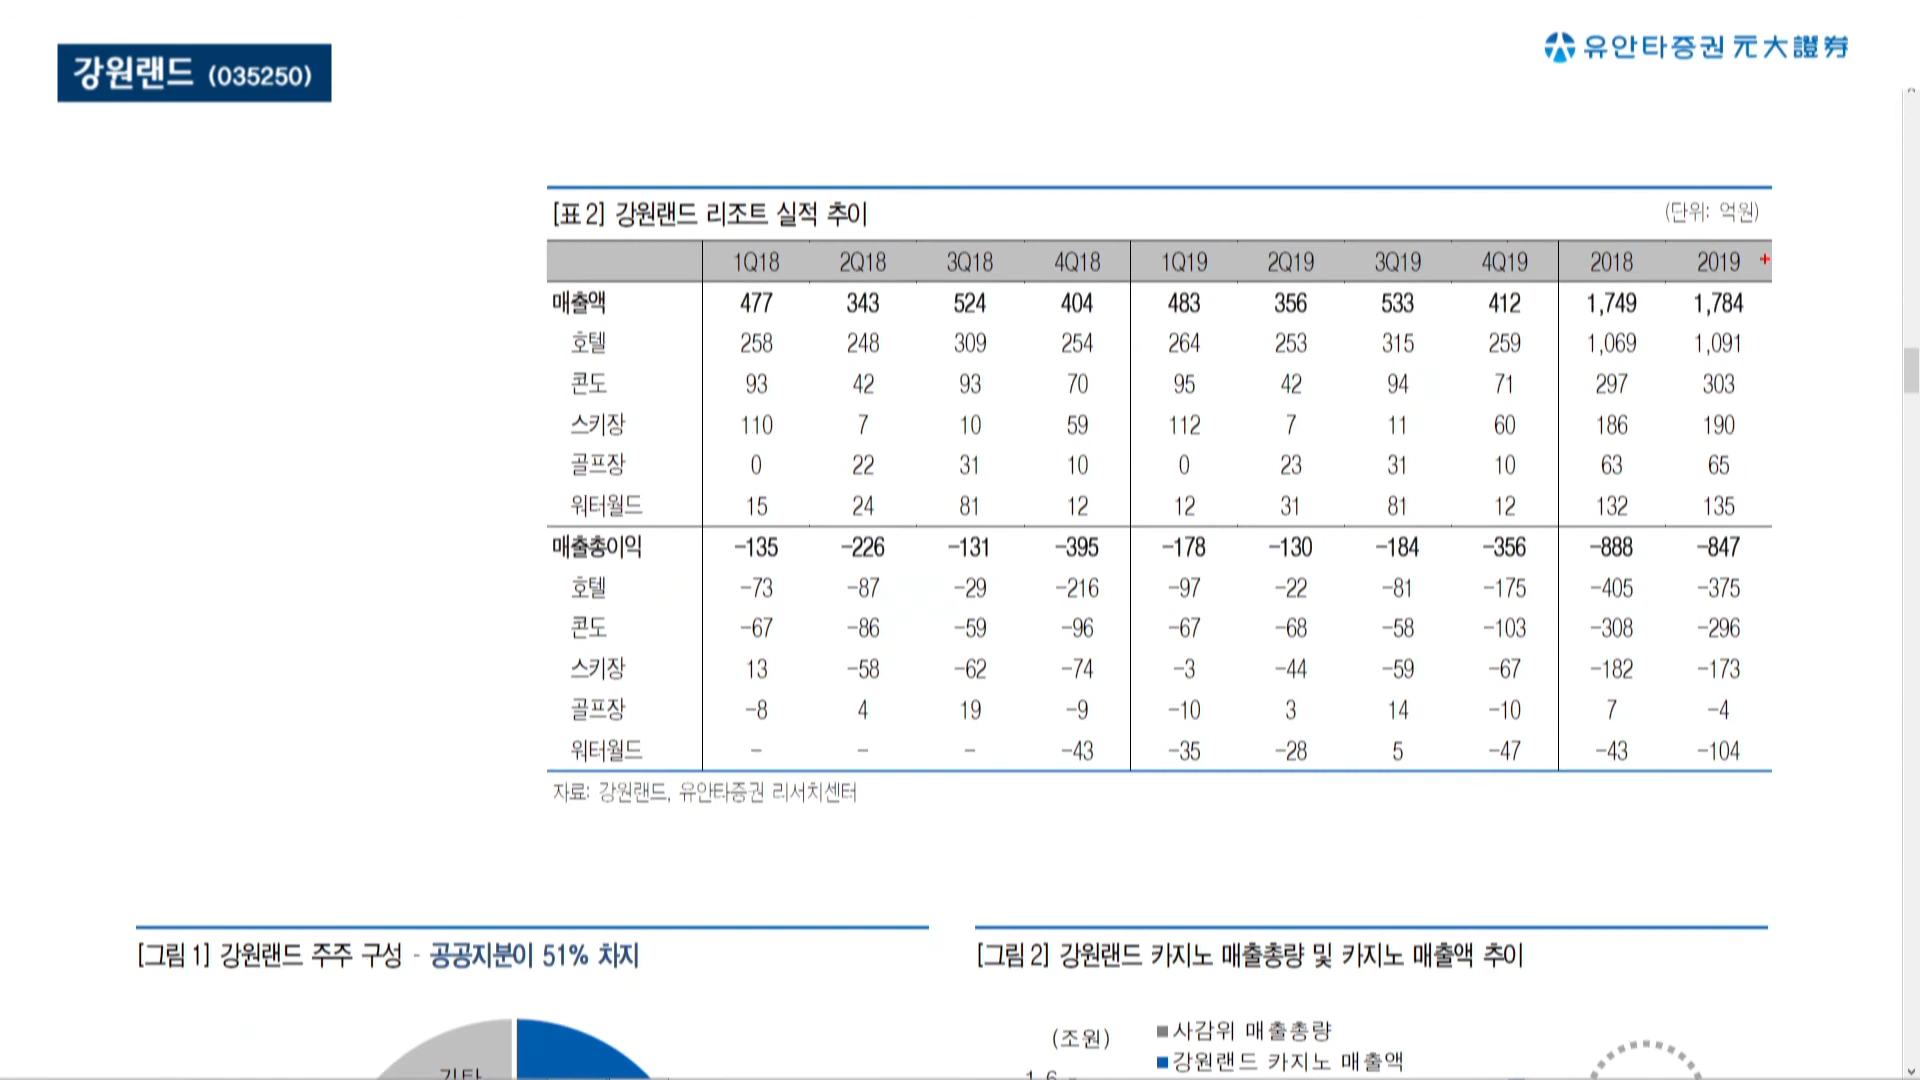 강원랜드 (035250)
유안타증권 元大證券
[표 2] 강원랜드 리조트 실적 추이 (단위: 억원)
1Q18 2Q18 3Q18 4Q18 1Q19 2Q19 3Q19 4Q19 2018 2019 +
매출액 477 343 524 404 483 356 533 412 1,749 1,784
호텔 258 248 309 254 264 253 315 259 1,069 1,091
콘도 93 42 93 70 95 42 94 71 297 303
스키장 110 7 10 59 112 7 11 60 186 190
골프장 0 22 31 10 0 23 31 10 63 65
워터월드 15 24 81 12 12 31 81 12 132 135
매출총이익 -135 -226 -131 -395 -178 -130 -184 -356 -888 -847
호텔 -73 -87 -29 -216 -97 -22 -81 -175 -405 -375
콘도 -67 -86 -59 -96 -67 -68 -58 -103 -308 -296
스키장 13 -58 -62 -74 -3 -44 -59 -67 -182 -173
골프장 -8 4 19 -9 -10 3 14 -10 7 -4
워터월드 - - - -43 -35 -28 5 -47 -43 -104
자료: 강원랜드, 유안타증권 리서치센터
[그림 1] 강원랜드 주주 구성 - 공공지분이 51% 차지
기타
[그림 2] 강원랜드 카지노 매출총량 및 카지노 매출액 추이
(조원)
사감위 매출총량
강원랜드 카지노 매출액
1.6